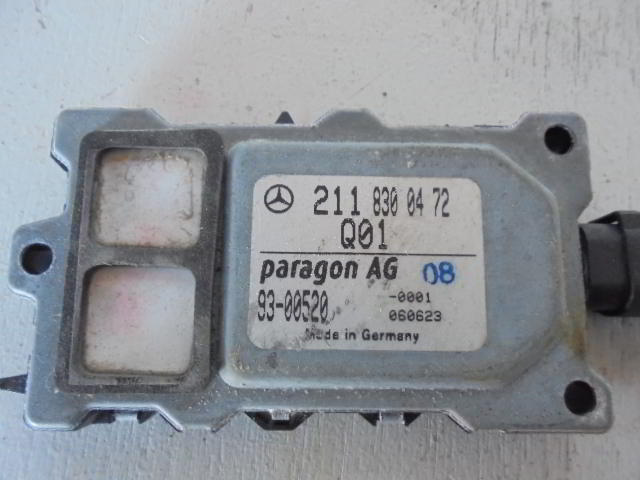 211 830 04 72
Q01
paragon AG 08
93-00520 -0001
060623
Made in Germany